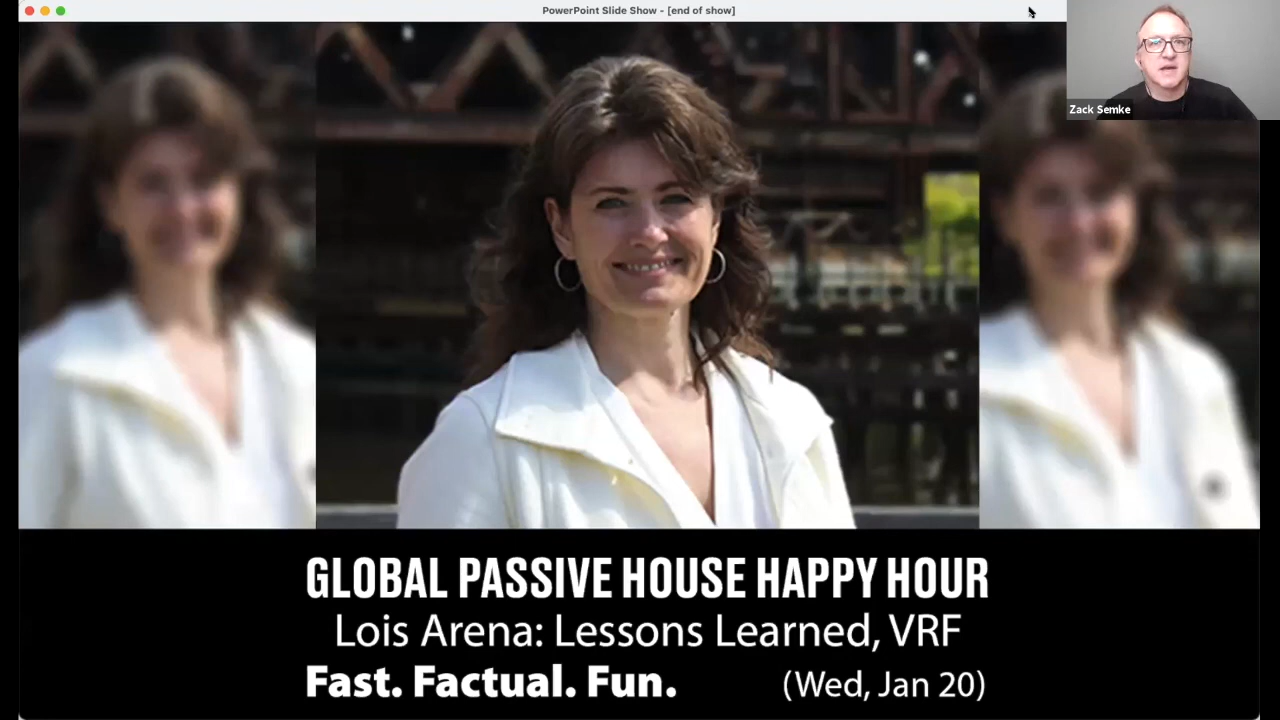 PowerPoint Slide Show - [end of show]
Zack Semke
GLOBAL PASSIVE HOUSE HAPPY HOUR
Lois Arena: Lessons Learned, VRF
Fast. Factual. Fun. (Wed, Jan 20)